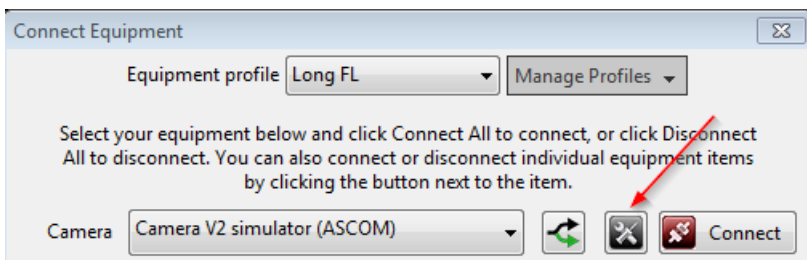 Connect Equipment
Equipment profile Long FL Manage Profiles
Select your equipment below and click Connect All to connect, or click Disconnect
All to disconnect. You can also connect or disconnect individual equipment items
by clicking the button next to the item.
Camera Camera V2 simulator (ASCOM) Connect